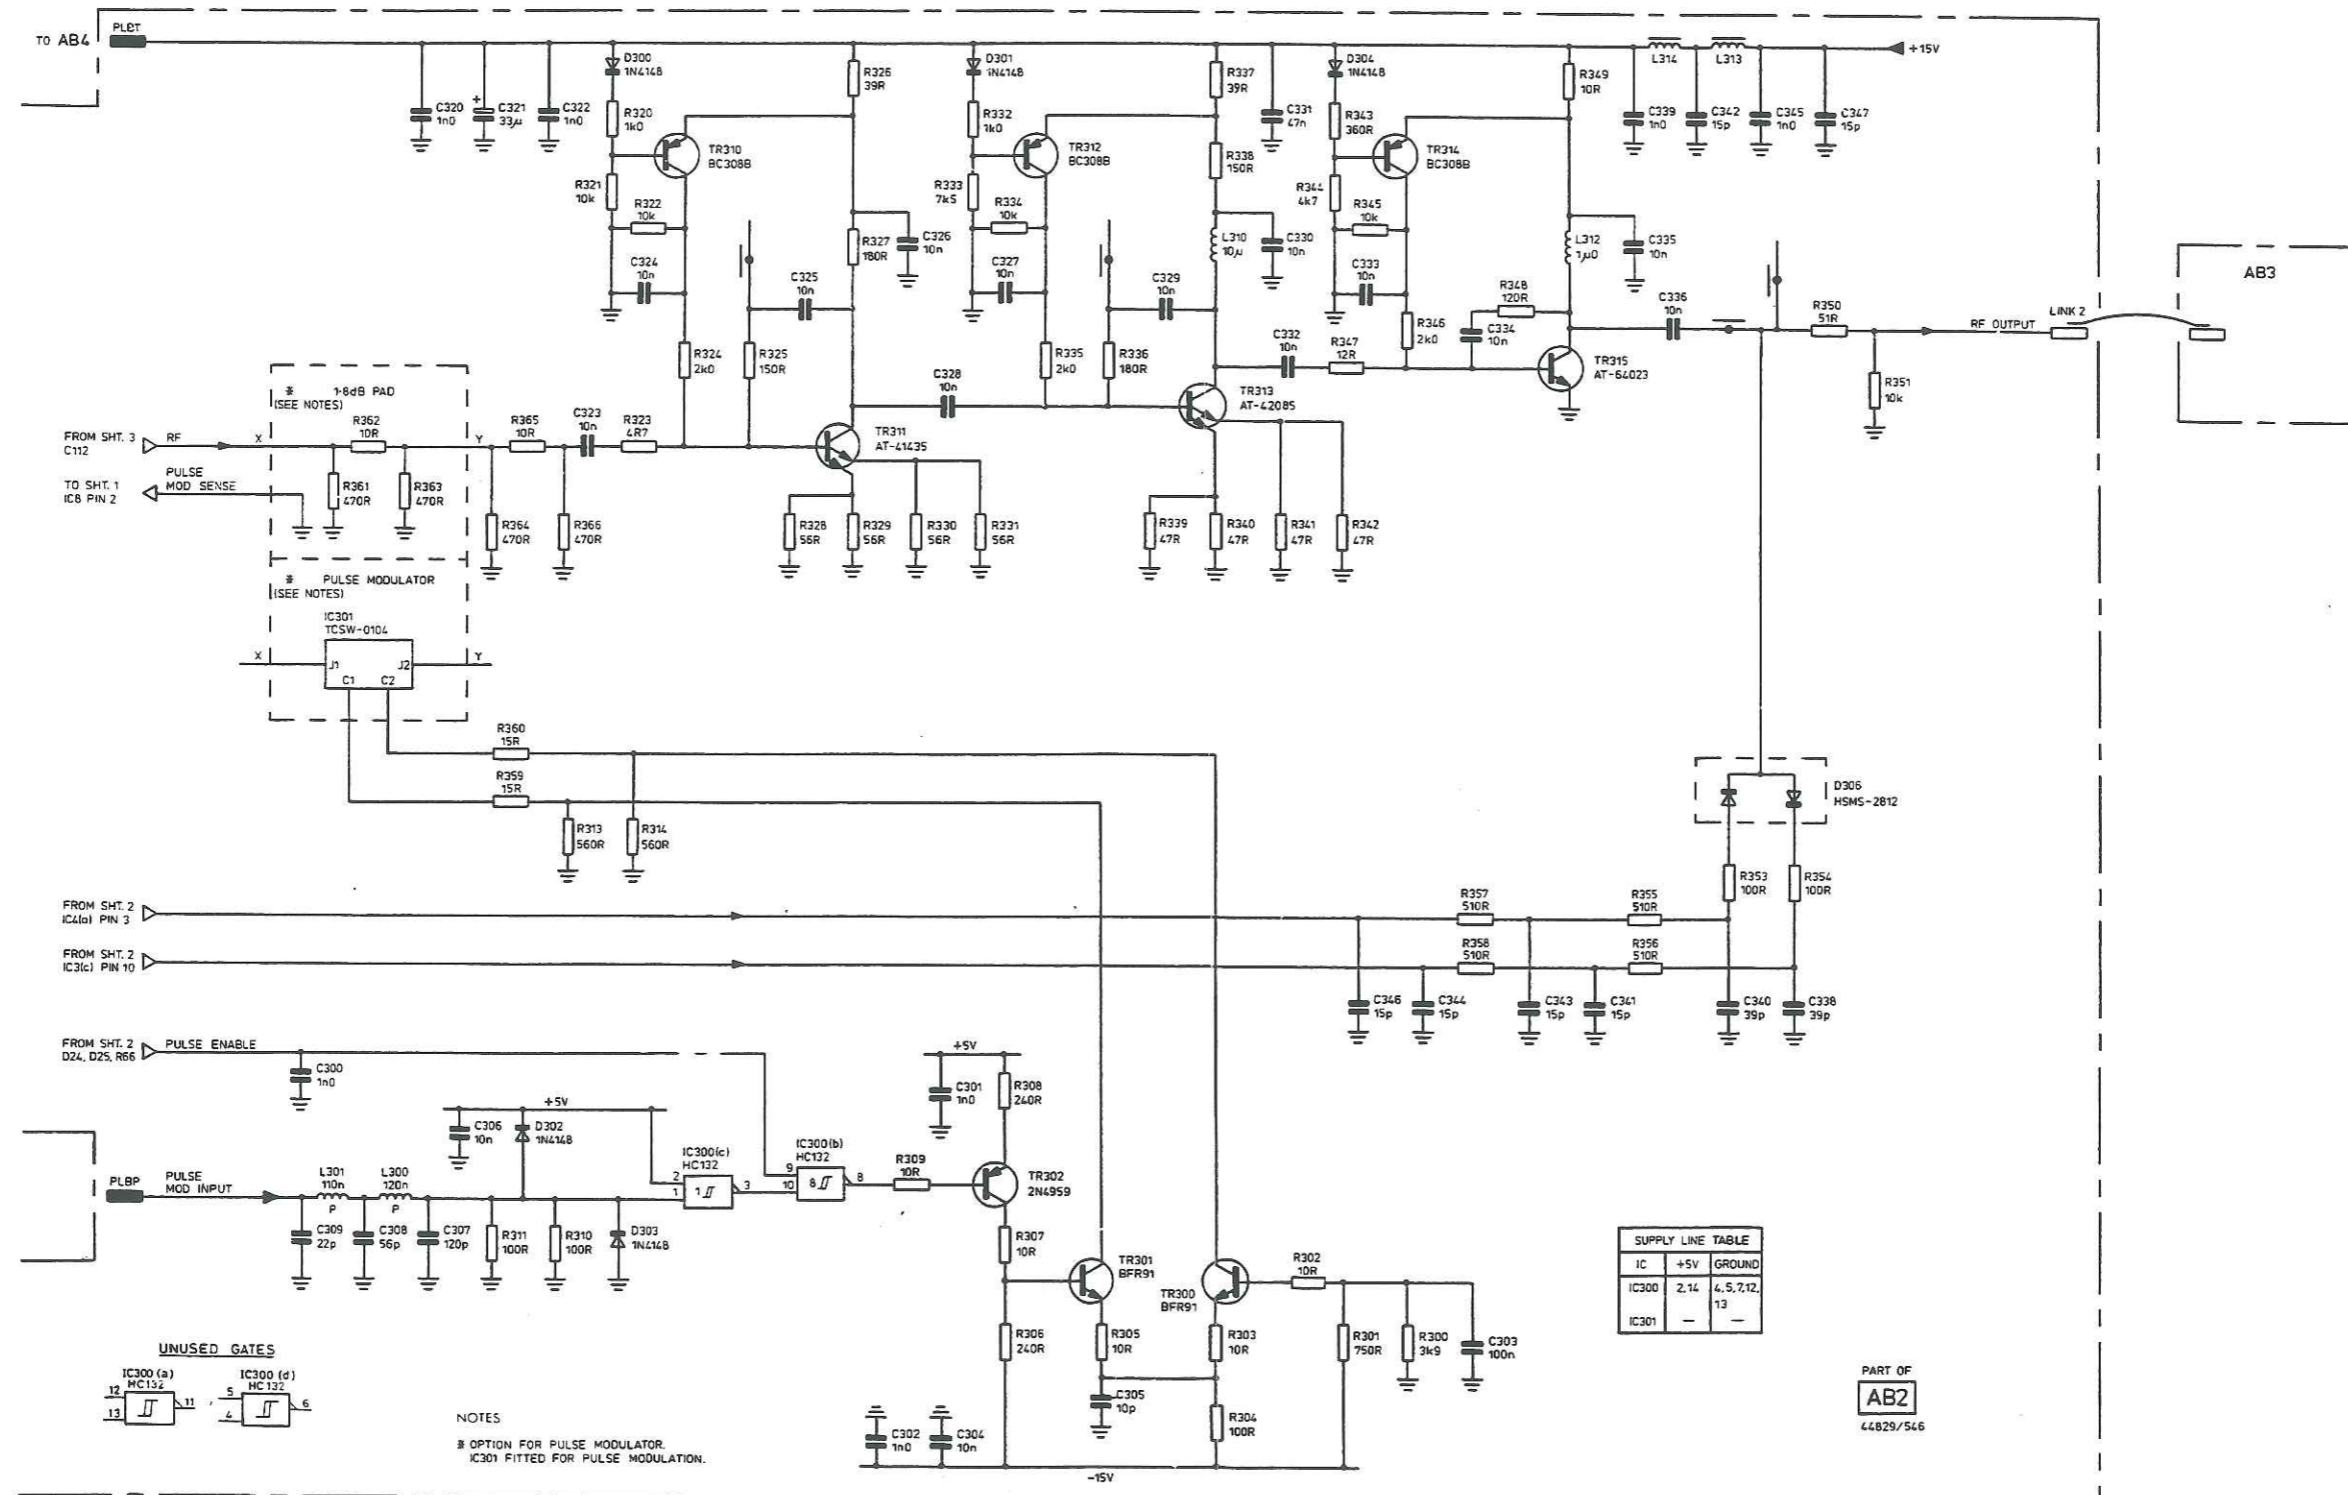 TO AB4
PLBT
+15V
D300
1N4148
R326
39R
D301
1N4148
R337
39R
D304
1N4148
R349
10R
L314
L313
C320
1n0
C321
33µ
+
C322
1n0
R320
1k0
R332
1k0
C331
47n
R343
360R
C339
1n0
C342
15p
C345
1n0
C347
15p
TR310
BC308B
TR312
BC308B
R338
150R
TR314
BC308B
R321
10k
R322
10k
R333
7k5
R334
10k
R344
4k7
R345
10k
R327
180R
C326
10n
L310
10µ
C330
10n
L312
1µ0
C335
10n
C324
10n
C325
10n
C327
10n
C329
10n
C333
10n
R348
120R
C334
10n
C336
10n
R350
51R
RF OUTPUT
LINK 2
AB3
R324
2k0
R325
150R
R335
2k0
R336
180R
C332
10n
R347
12R
R346
2k0
TR315
AT-64023
R351
10k
C328
10n
TR313
AT-42085
* 1·8dB PAD
(SEE NOTES)
FROM SHT. 3
C112
RF
X
R362
10R
Y
R365
10R
C323
10n
R323
4R7
TR311
AT-41435
TO SHT. 1
IC8 PIN 2
PULSE
MOD SENSE
R361
470R
R363
470R
R364
470R
R366
470R
R328
56R
R329
56R
R330
56R
R331
56R
R339
47R
R340
47R
R341
47R
R342
47R
* PULSE MODULATOR
(SEE NOTES)
IC301
TCSW-0104
X
J1
J2
Y
C1
C2
R360
15R
R359
15R
R313
560R
R314
560R
D306
HSMS-2812
R353
100R
R354
100R
FROM SHT. 2
IC4(a) PIN 3
R357
510R
R355
510R
FROM SHT. 2
IC3(c) PIN 10
R358
510R
R356
510R
C346
15p
C344
15p
C343
15p
C341
15p
C340
39p
C338
39p
FROM SHT. 2
D24, D25, R66
PULSE ENABLE
C300
1n0
+5V
C301
1n0
R308
240R
+5V
C306
10n
D302
1N4148
IC300(c)
HC132
2
1
1
3
IC300(b)
HC132
9
10
8
8
R309
10R
TR302
2N4959
PLBP
PULSE
MOD INPUT
L301
110n
P
L300
120n
P
C309
22p
C308
56p
C307
120p
R311
100R
R310
100R
D303
1N4148
R307
10R
TR301
BFR91
TR300
BFR91
R302
10R
R306
240R
R305
10R
R303
10R
R301
750R
R300
3k9
C303
100n
C305
10p
R304
100R
C302
1n0
C304
10n
-15V
SUPPLY LINE TABLE
IC +5V GROUND
IC300 2,14 4,5,7,12,
13
IC301 — —
UNUSED GATES
IC300 (a)
HC132
12
13
11
IC300 (d)
HC132
5
4
6
NOTES
* OPTION FOR PULSE MODULATOR.
IC301 FITTED FOR PULSE MODULATION.
PART OF
AB2
44829/546